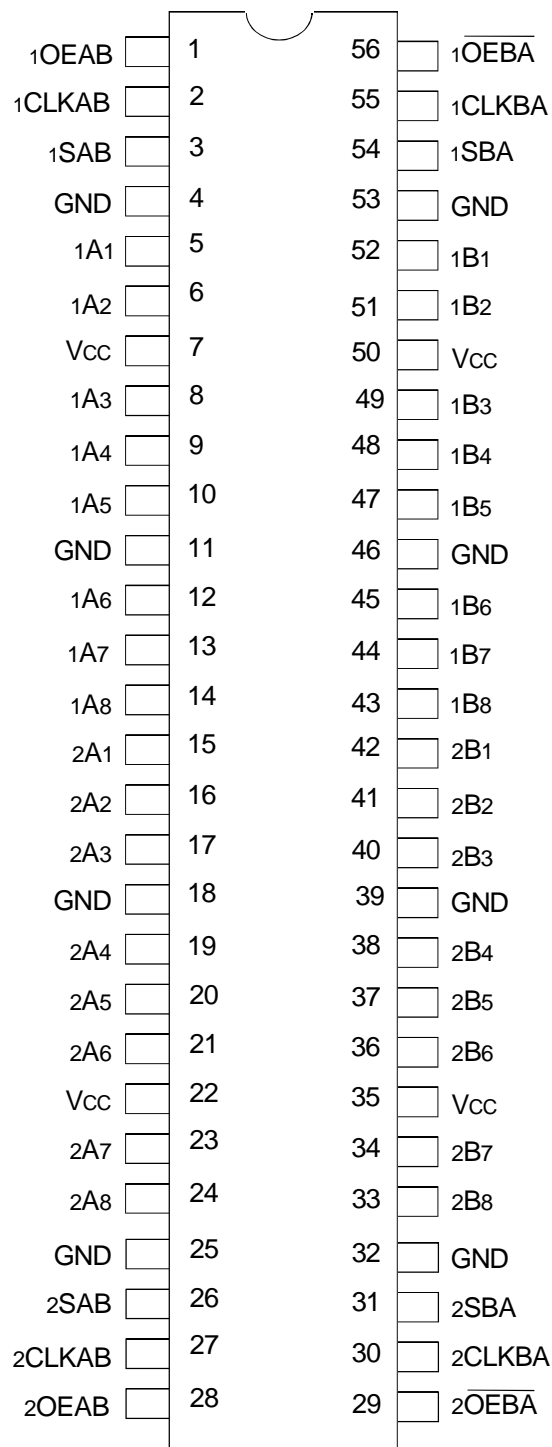 1OEAB 1 56 1O̅E̅B̅A̅
1CLKAB 2 55 1CLKBA
1SAB 3 54 1SBA
GND 4 53 GND
1A1 5 52 1B1
1A2 6 51 1B2
VCC 7 50 VCC
1A3 8 49 1B3
1A4 9 48 1B4
1A5 10 47 1B5
GND 11 46 GND
1A6 12 45 1B6
1A7 13 44 1B7
1A8 14 43 1B8
2A1 15 42 2B1
2A2 16 41 2B2
2A3 17 40 2B3
GND 18 39 GND
2A4 19 38 2B4
2A5 20 37 2B5
2A6 21 36 2B6
VCC 22 35 VCC
2A7 23 34 2B7
2A8 24 33 2B8
GND 25 32 GND
2SAB 26 31 2SBA
2CLKAB 27 30 2CLKBA
2OEAB 28 29 2O̅E̅B̅A̅